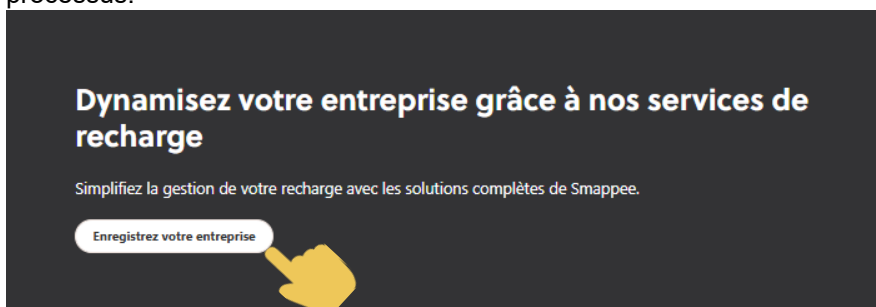 processus.
Dynamisez votre entreprise grâce à nos services de
recharge
Simplifiez la gestion de votre recharge avec les solutions complètes de Smappee.
Enregistrez votre entreprise